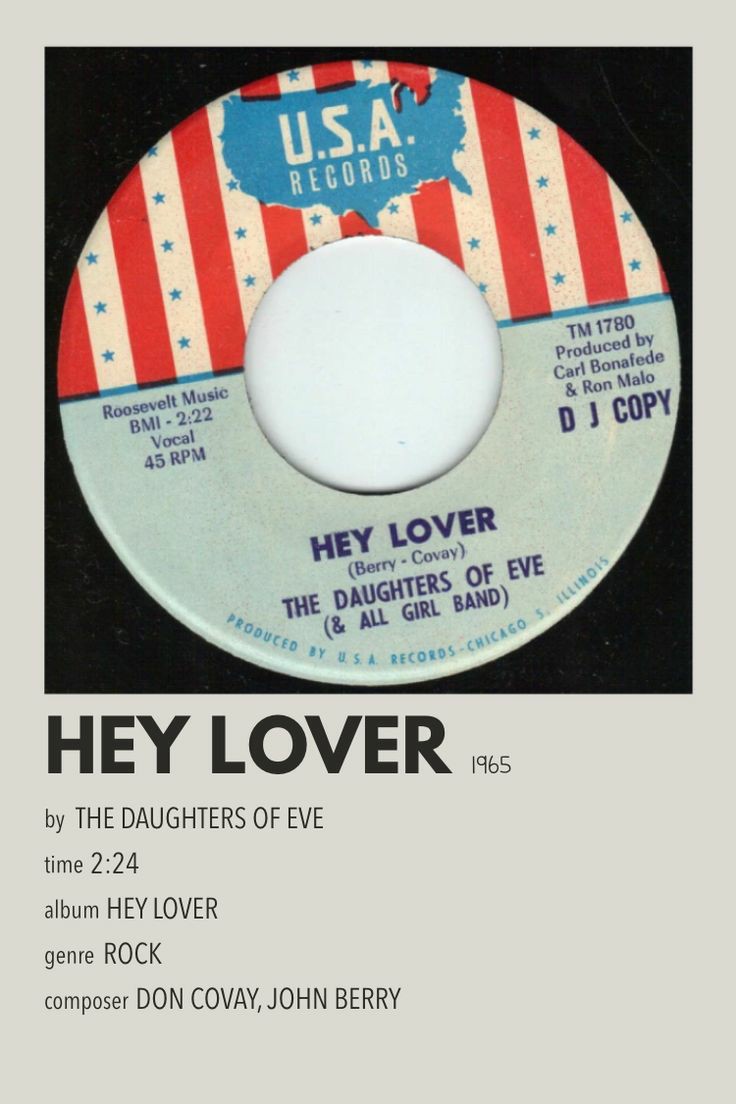 U.S.A.
RECORDS
TM 1780
Produced by
Carl Bonafede
& Ron Malo
D J COPY
Roosevelt Music
BMI - 2:22
Vocal
45 RPM
HEY LOVER
(Berry - Covay)
THE DAUGHTERS OF EVE
(& ALL GIRL BAND)
PRODUCED BY U.S.A. RECORDS-CHICAGO 5, ILLINOIS
HEY LOVER 1965
by THE DAUGHTERS OF EVE
time 2:24
album HEY LOVER
genre ROCK
composer DON COVAY, JOHN BERRY